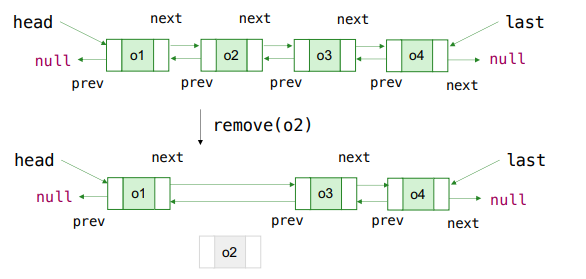 head next next next last
null o1 o2 o3 o4 null
prev prev prev prev next
remove(o2)
head next next last
null o1 o3 o4 null
prev prev prev next
o2